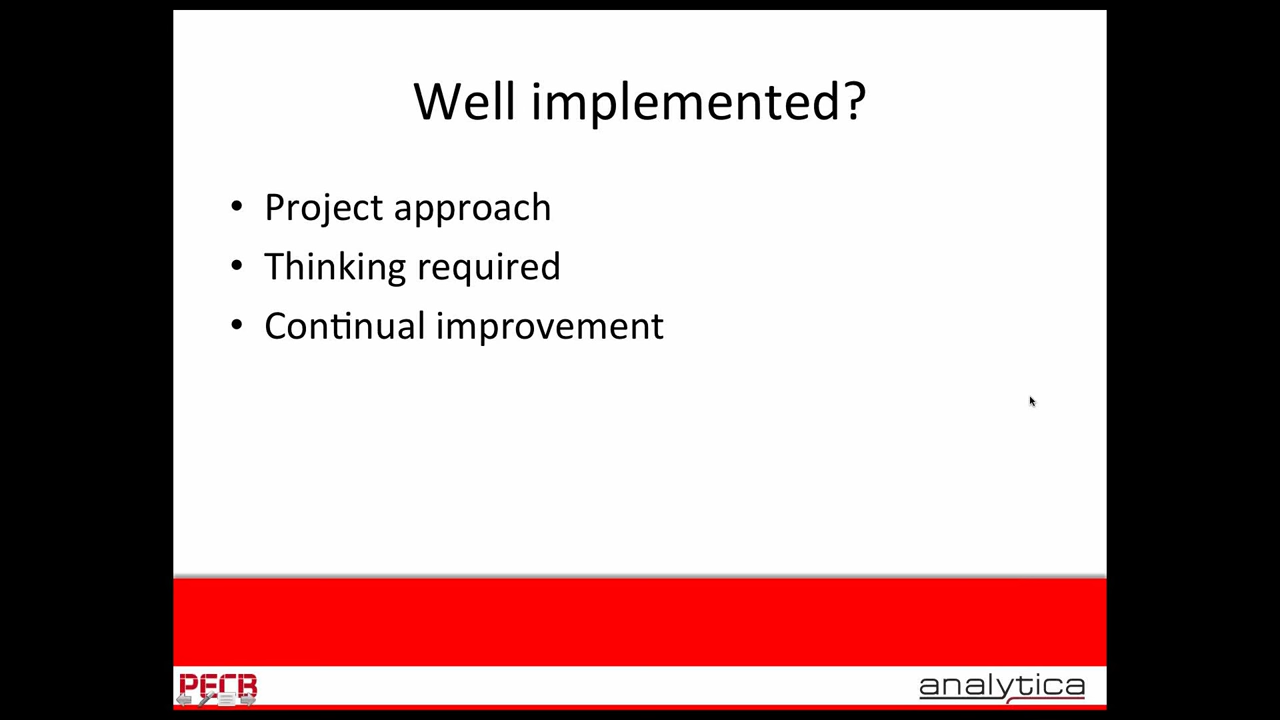 Well implemented?
• Project approach
• Thinking required
• Continual improvement
PECB
analytica